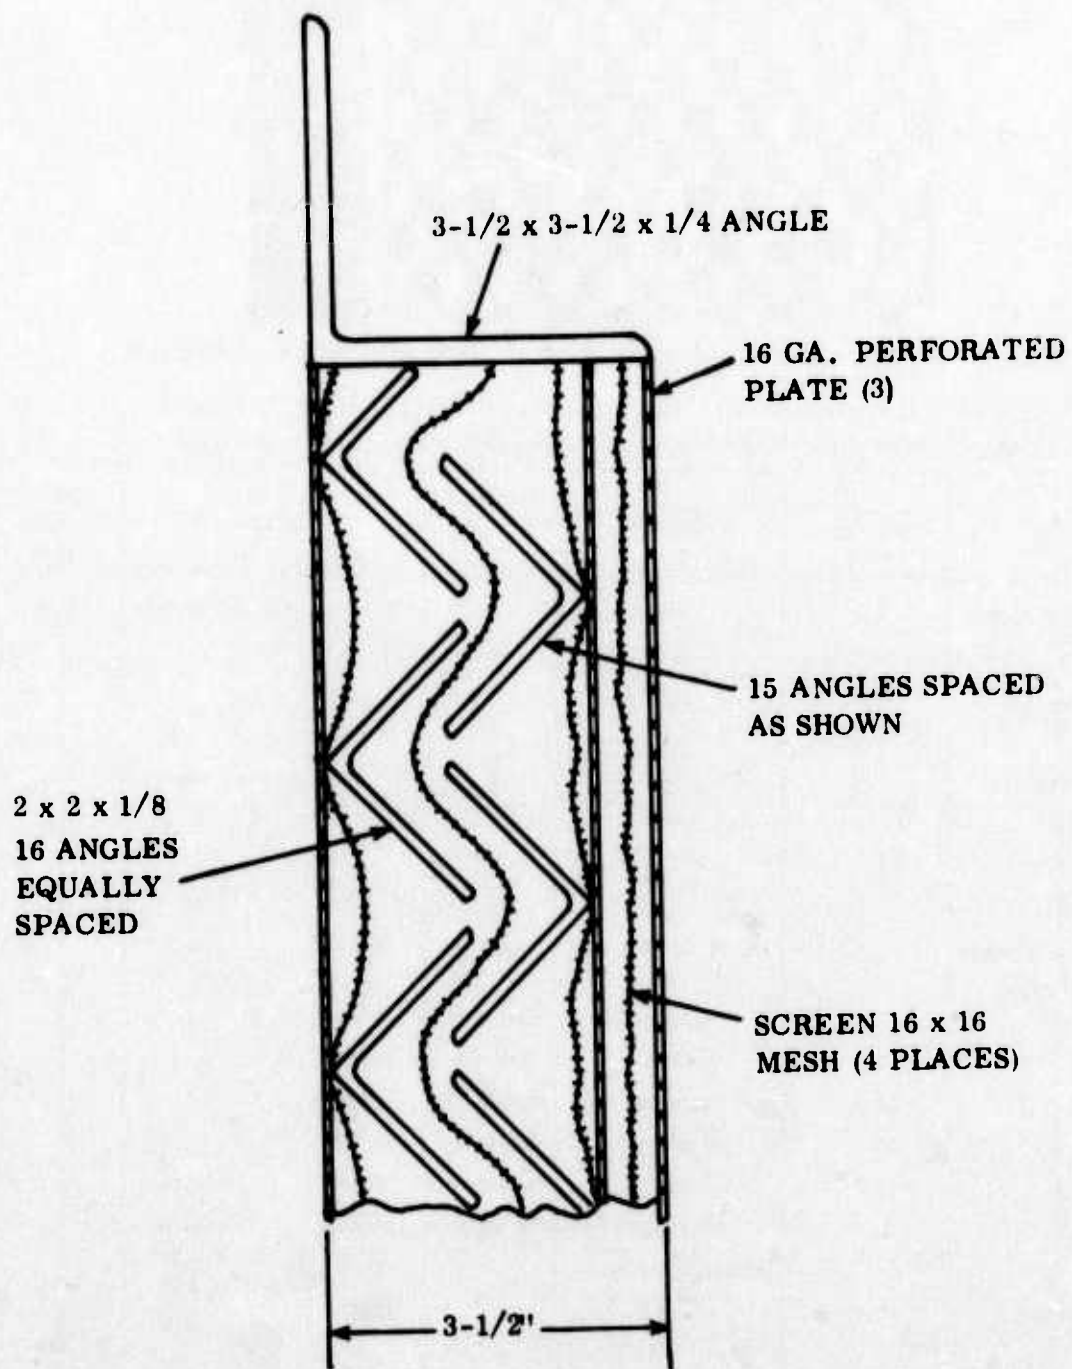 3-1/2 x 3-1/2 x 1/4 ANGLE
16 GA. PERFORATED
PLATE (3)
15 ANGLES SPACED
AS SHOWN
2 x 2 x 1/8
16 ANGLES
EQUALLY
SPACED
SCREEN 16 x 16
MESH (4 PLACES)
3-1/2"